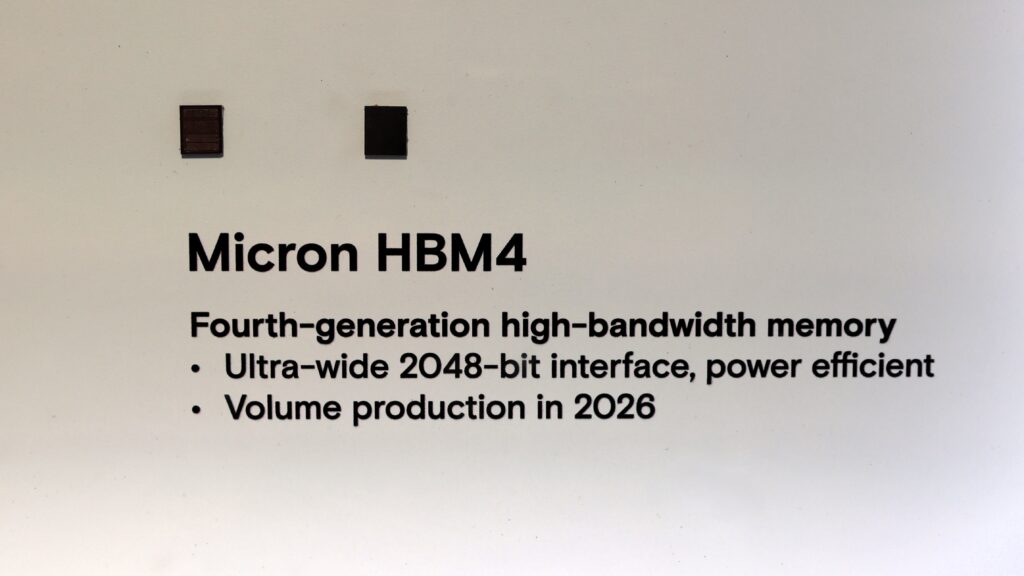 Micron HBM4
Fourth-generation high-bandwidth memory
• Ultra-wide 2048-bit interface, power efficient
• Volume production in 2026